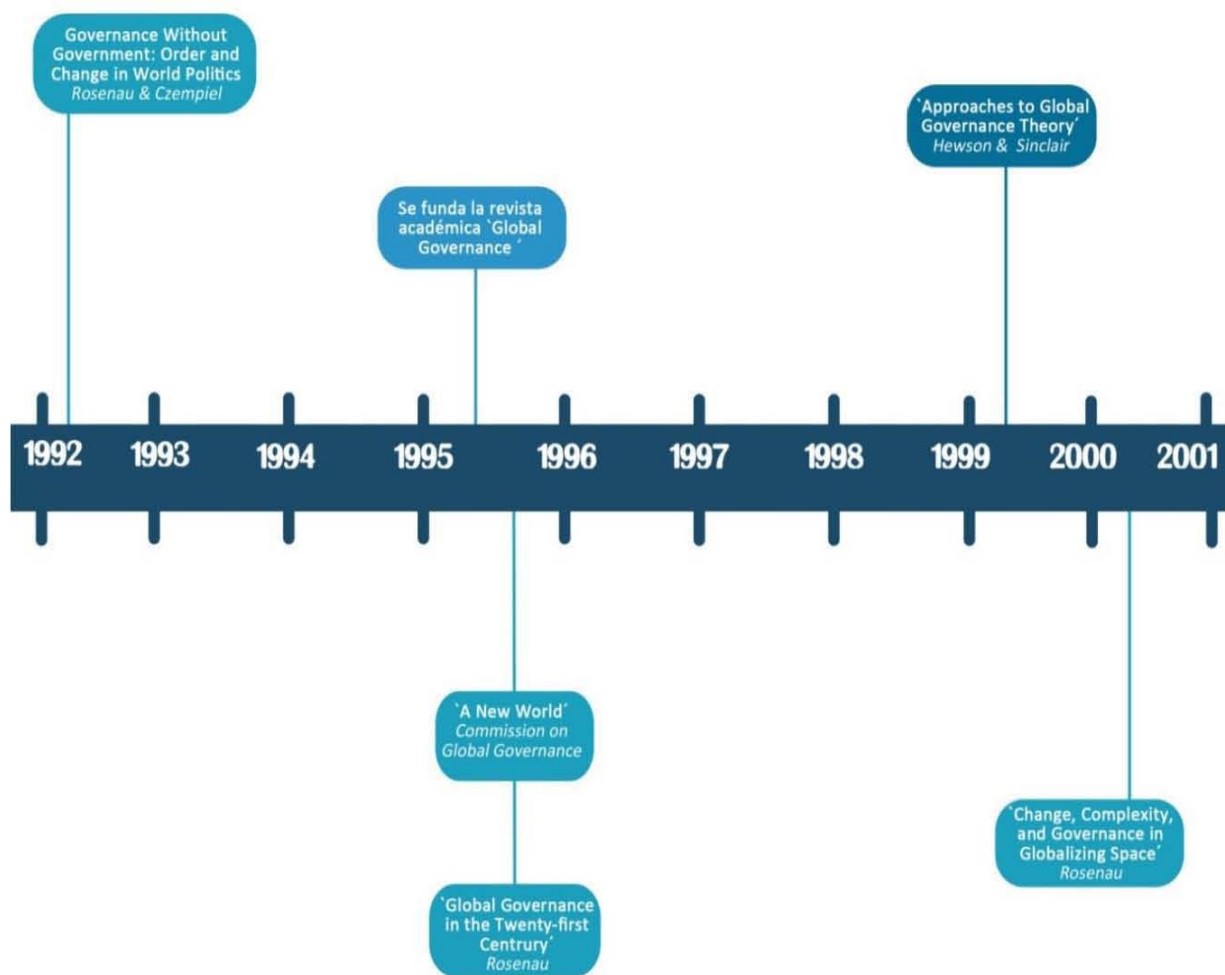 Governance Without
Government: Order and
Change in World Politics
Rosenau & Czempiel
`Approaches to Global
Governance Theory´
Hewson & Sinclair
Se funda la revista
académica `Global
Governance ´
1992 1993 1994 1995 1996 1997 1998 1999 2000 2001
`A New World´
Commission on
Global Governance
`Change, Complexity,
and Governance in
Globalizing Space´
Rosenau
`Global Governance
in the Twenty-first
Centrury´
Rosenau